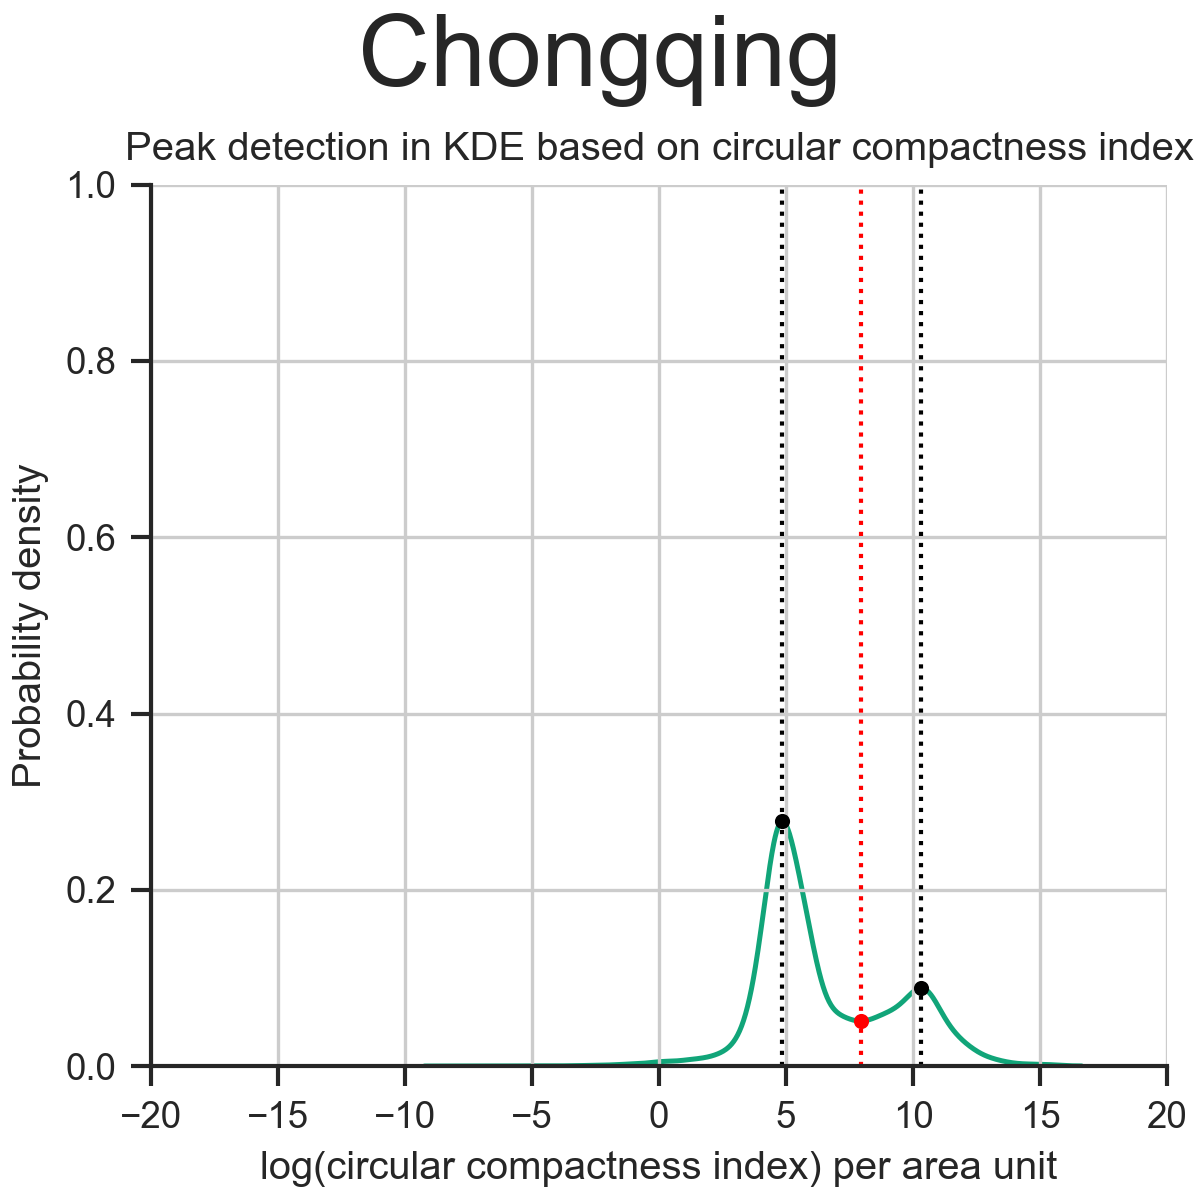 Chongqing
Peak detection in KDE based on circular compactness index
1.0
0.8
0.6
0.4
0.2
0.0
Probability density
−20 −15 −10 −5 0 5 10 15 20
log(circular compactness index) per area unit